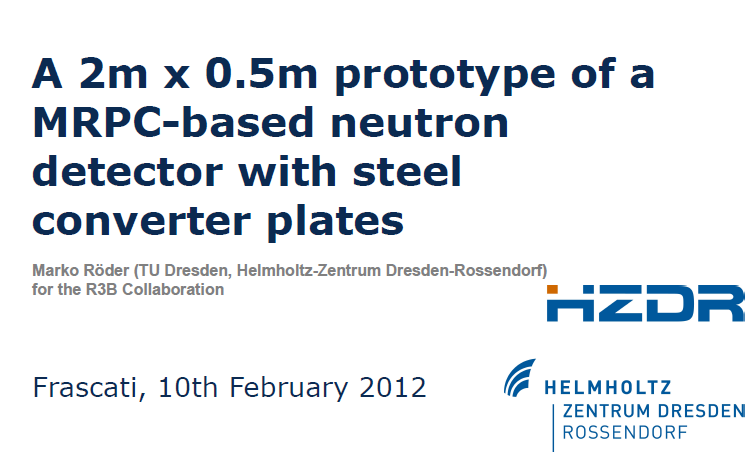 A 2m x 0.5m prototype of a
MRPC-based neutron
detector with steel
converter plates
Marko Röder (TU Dresden, Helmholtz-Zentrum Dresden-Rossendorf)
for the R3B Collaboration
HZDR
Frascati, 10th February 2012
HELMHOLTZ
ZENTRUM DRESDEN
ROSSENDORF